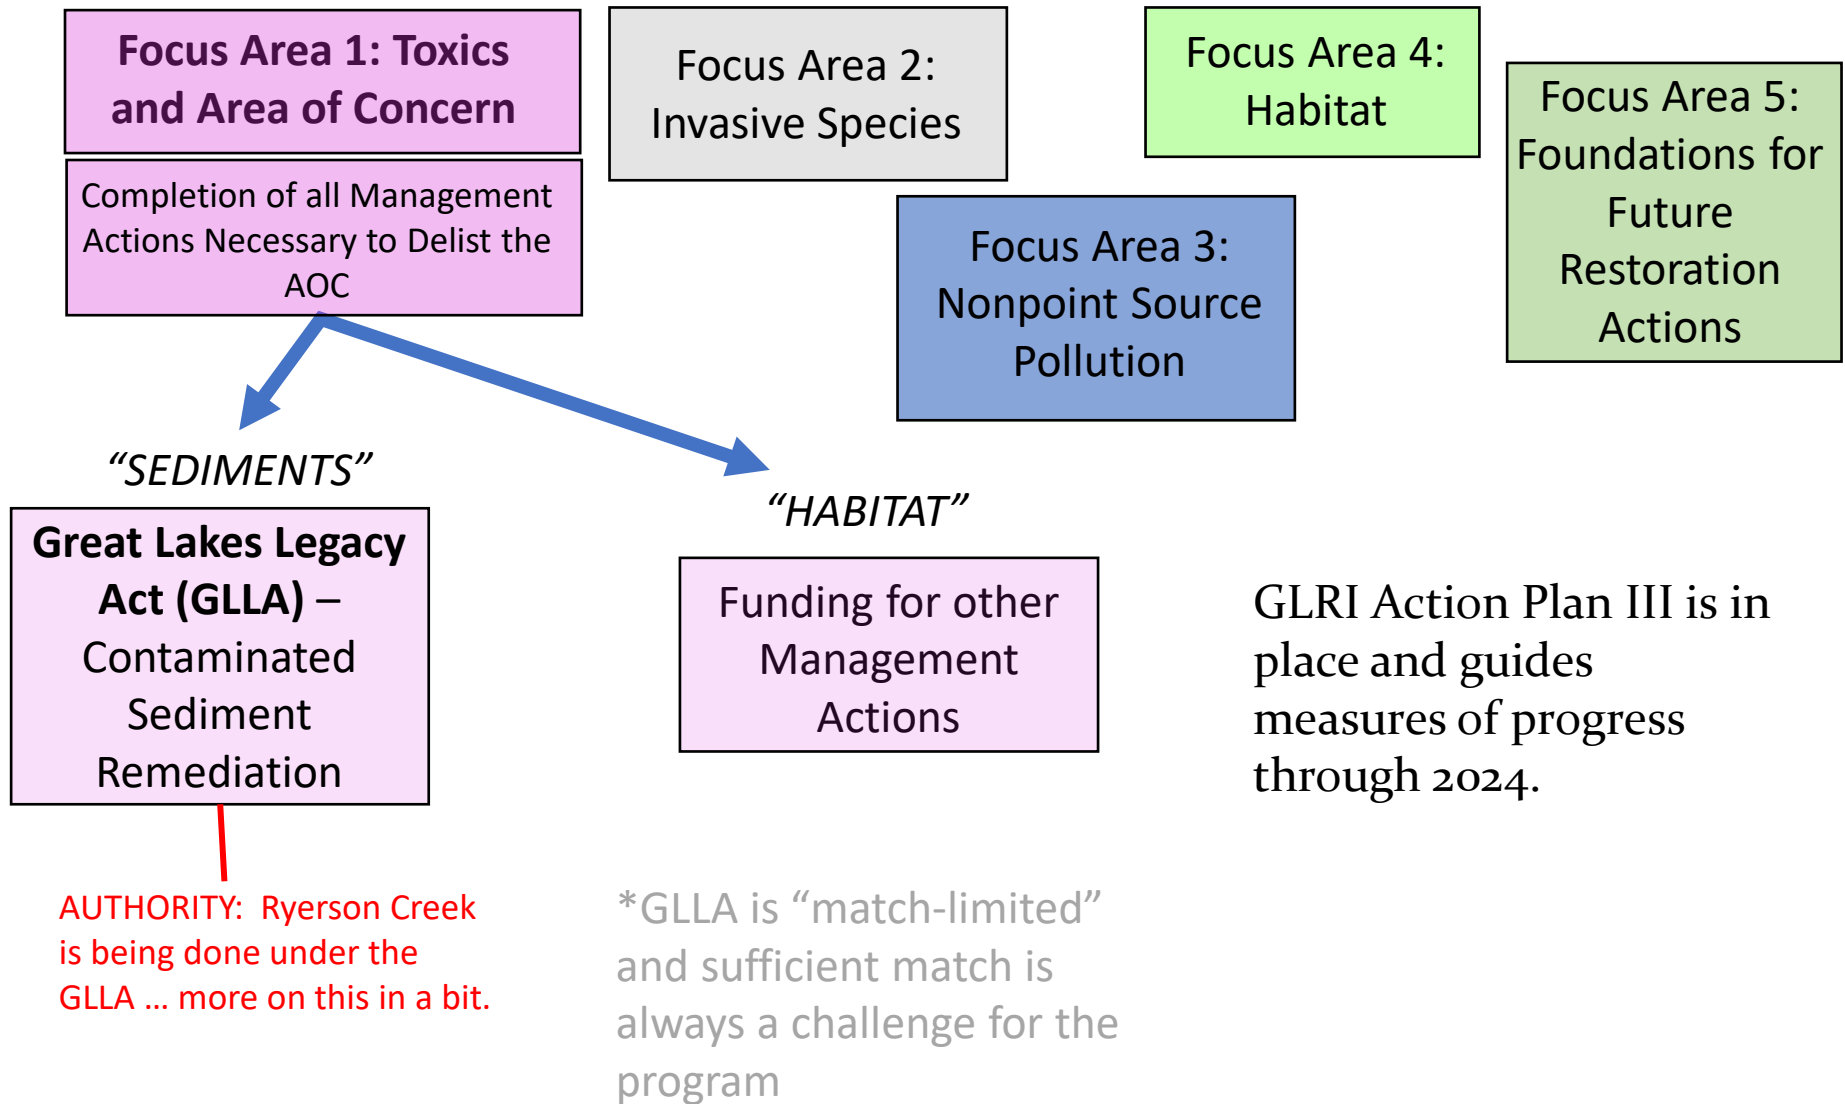 Focus Area 1: Toxics
and Area of Concern
Completion of all Management
Actions Necessary to Delist the
AOC
Focus Area 2:
Invasive Species
Focus Area 3:
Nonpoint Source
Pollution
Focus Area 4:
Habitat
Focus Area 5:
Foundations for
Future
Restoration
Actions
“SEDIMENTS”
Great Lakes Legacy
Act (GLLA) –
Contaminated
Sediment
Remediation
“HABITAT”
Funding for other
Management
Actions
GLRI Action Plan III is in
place and guides
measures of progress
through 2024.
AUTHORITY:  Ryerson Creek
is being done under the
GLLA … more on this in a bit.
*GLLA is “match-limited”
and sufficient match is
always a challenge for the
program